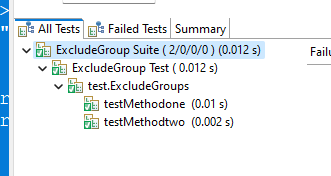 >
"
All Tests Failed Tests Summary
ExcludeGroup Suite ( 2/0/0/0 ) (0.012 s)
Failu
ExcludeGroup Test ( 0.012 s)
test.ExcludeGroups
r
testMethodone (0.01 s)
r
testMethodtwo (0.002 s)